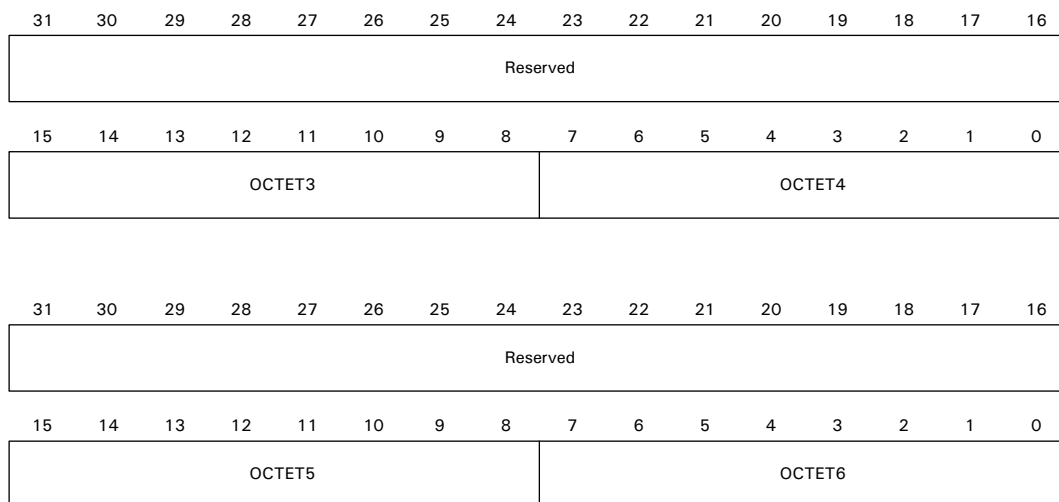 31 30 29 28 27 26 25 24 23 22 21 20 19 18 17 16
Reserved
15 14 13 12 11 10 9 8 7 6 5 4 3 2 1 0
OCTET3 OCTET4
31 30 29 28 27 26 25 24 23 22 21 20 19 18 17 16
Reserved
15 14 13 12 11 10 9 8 7 6 5 4 3 2 1 0
OCTET5 OCTET6